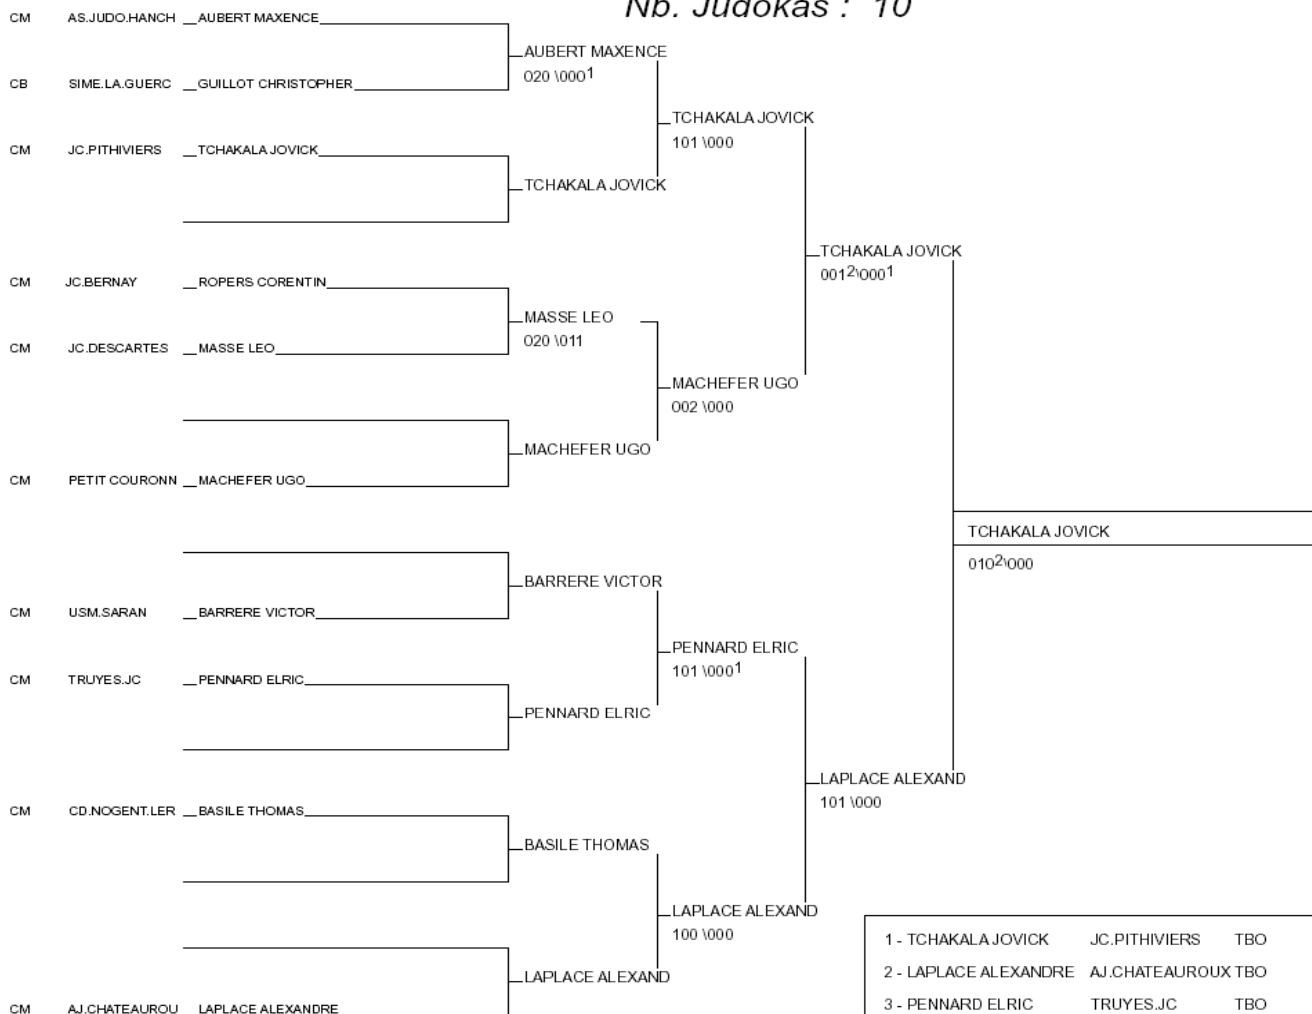 Nb. Judokas : 10
CM AS.JUDO.HANCH AUBERT MAXENCE
AUBERT MAXENCE
020 \000 1
CB SIME.LA.GUERC GUILLOT CHRISTOPHER
TCHAKALA JOVICK
101 \000
CM JC.PITHIVIERS TCHAKALA JOVICK
TCHAKALA JOVICK
TCHAKALA JOVICK
001 2\000 1
CM JC.BERNAY ROPERS CORENTIN
MASSE LEO
020 \011
CM JC.DESCARTES MASSE LEO
MACHEFER UGO
002 \000
MACHEFER UGO
CM PETIT COURONN MACHEFER UGO
TCHAKALA JOVICK
010 2\000
BARRERE VICTOR
CM USM.SARAN BARRERE VICTOR
PENNARD ELRIC
101 \000 1
CM TRUYES.JC PENNARD ELRIC
PENNARD ELRIC
LAPLACE ALEXAND
101 \000
CM CD.NOGENT.LER BASILE THOMAS
BASILE THOMAS
LAPLACE ALEXAND
100 \000
LAPLACE ALEXAND
CM AJ.CHATEAUROU LAPLACE ALEXANDRE
1 - TCHAKALA JOVICK JC.PITHIVIERS TBO
2 - LAPLACE ALEXANDRE AJ.CHATEAUROUX TBO
3 - PENNARD ELRIC TRUYES.JC TBO